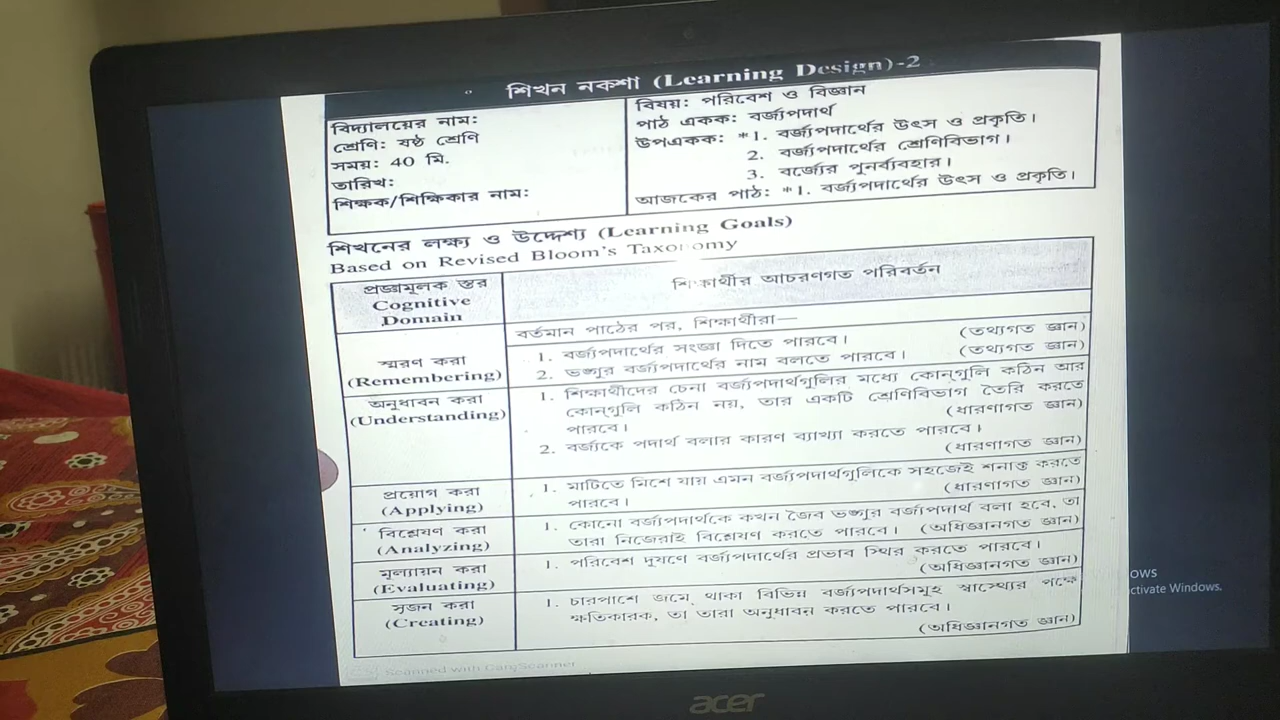 শিখন নকশা (Learning Design)-2
বিদ্যালয়ের নাম:
শ্রেণি: ষষ্ঠ শ্রেণি
সময়: 40 মি.
তারিখ:
শিক্ষক/শিক্ষিকার নাম:
বিষয়: পরিবেশ ও বিজ্ঞান
পাঠ একক: বর্জ্যপদার্থ
উপএকক: *1. বর্জ্যপদার্থের উৎস ও প্রকৃতি।
2. বর্জ্যপদার্থের শ্রেণিবিভাগ।
3. বর্জ্যের পুনর্ব্যবহার।
আজকের পাঠ: *1. বর্জ্যপদার্থের উৎস ও প্রকৃতি।
শিখনের লক্ষ্য ও উদ্দেশ্য (Learning Goals)
Based on Revised Bloom's Taxonomy
প্রজ্ঞামূলক স্তর
Cognitive
Domain
শিক্ষার্থীর আচরণগত পরিবর্তন
বর্তমান পাঠের পর, শিক্ষার্থীরা—
স্মরণ করা
(Remembering)
1. বর্জ্যপদার্থের সংজ্ঞা দিতে পারবে। (তথ্যগত জ্ঞান)
2. ভঙ্গুর বর্জ্যপদার্থের নাম বলতে পারবে। (তথ্যগত জ্ঞান)
অনুধাবন করা
(Understanding)
1. শিক্ষার্থীদের চেনা বর্জ্যপদার্থগুলির মধ্যে কোন্‌গুলি কঠিন আর
কোন্‌গুলি কঠিন নয়, তার একটি শ্রেণিবিভাগ তৈরি করতে
পারবে। (ধারণাগত জ্ঞান)
2. বর্জ্যকে পদার্থ বলার কারণ ব্যাখ্যা করতে পারবে।
(ধারণাগত জ্ঞান)
প্রয়োগ করা
(Applying)
1. মাটিতে মিশে যায় এমন বর্জ্যপদার্থগুলিকে সহজেই শনাক্ত করতে
পারবে। (ধারণাগত জ্ঞান)
বিশ্লেষণ করা
(Analyzing)
1. কোনো বর্জ্যপদার্থকে কখন জৈব ভঙ্গুর বর্জ্যপদার্থ বলা হবে, তা
তারা নিজেরাই বিশ্লেষণ করতে পারবে। (অধিজ্ঞানগত জ্ঞান)
মূল্যায়ন করা
(Evaluating)
1. পরিবেশ দূষণে বর্জ্যপদার্থের প্রভাব স্থির করতে পারবে।
(অধিজ্ঞানগত জ্ঞান)
সৃজন করা
(Creating)
1. চারপাশে জমে থাকা বিভিন্ন বর্জ্যপদার্থসমূহ স্বাস্থ্যের পক্ষে
ক্ষতিকারক, তা তারা অনুধাবন করতে পারবে।
(অধিজ্ঞানগত জ্ঞান)
Scanned with
ows
ctivate Windows.
acer